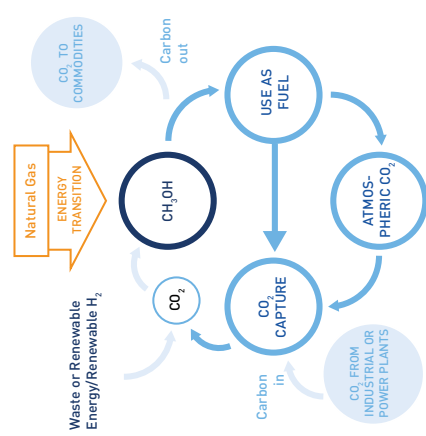 Natural Gas
ENERGY
TRANSITION
Waste or Renewable
Energy/Renewable H₂
CO₂
CH₃OH
Carbon
out
CO₂ TO
COMMODITIES
USE AS
FUEL
ATMOS-
PHERIC CO₂
CO₂
CAPTURE
Carbon
in
CO₂ FROM
INDUSTRIAL OR
POWER PLANTS